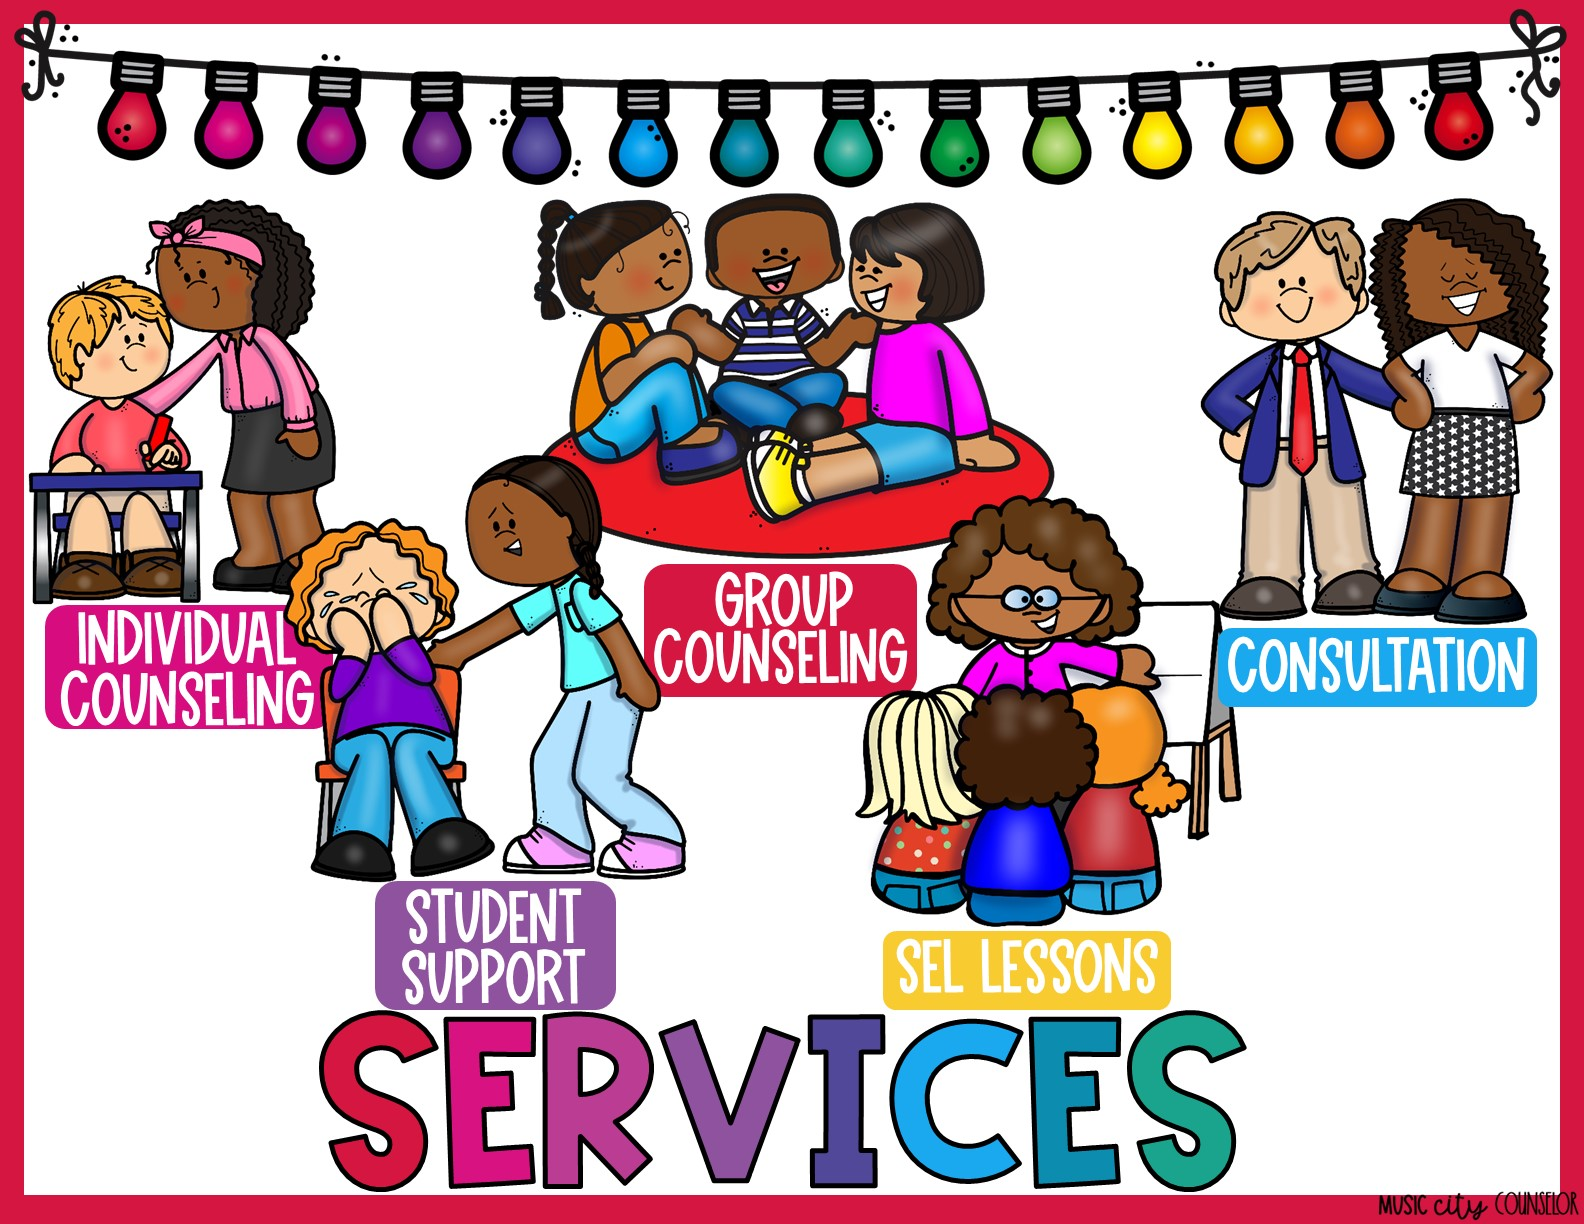 INDIVIDUAL
COUNSELING
GROUP
COUNSELING
CONSULTATION
STUDENT
SUPPORT
SEL LESSONS
SERVICES
MUSIC city COUNSELOR